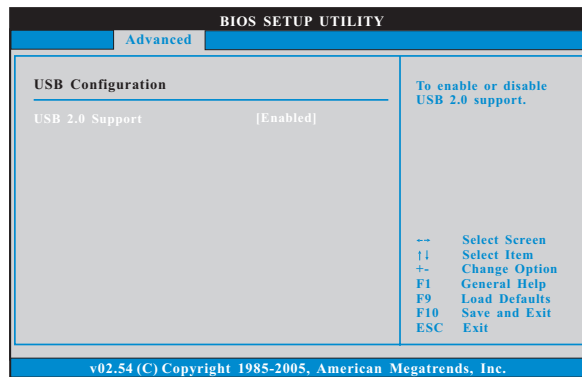 BIOS SETUP UTILITY
Advanced
USB Configuration
USB 2.0 Support [Enabled]
To enable or disable
USB 2.0 support.
←→ Select Screen
↑↓ Select Item
+- Change Option
F1 General Help
F9 Load Defaults
F10 Save and Exit
ESC Exit
v02.54 (C) Copyright 1985-2005, American Megatrends, Inc.